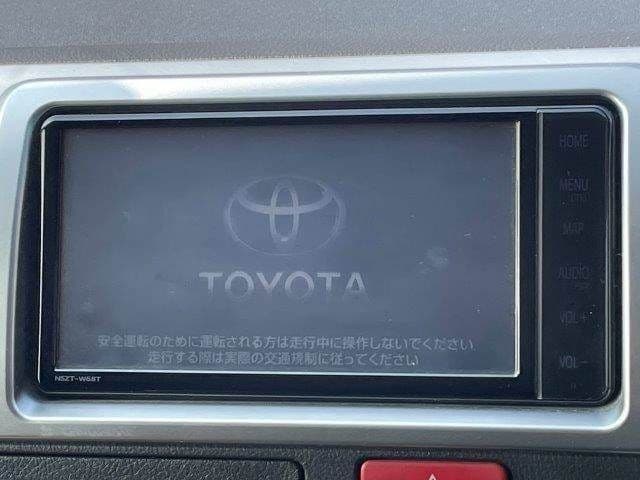 TOYOTA
安全運転のために運転される方は走行中に操作しないでください
走行する際は実際の交通規制に従ってください
NSZT-W68T
HOME
MENU
MAP
AUDIO
VOL+
VOL-